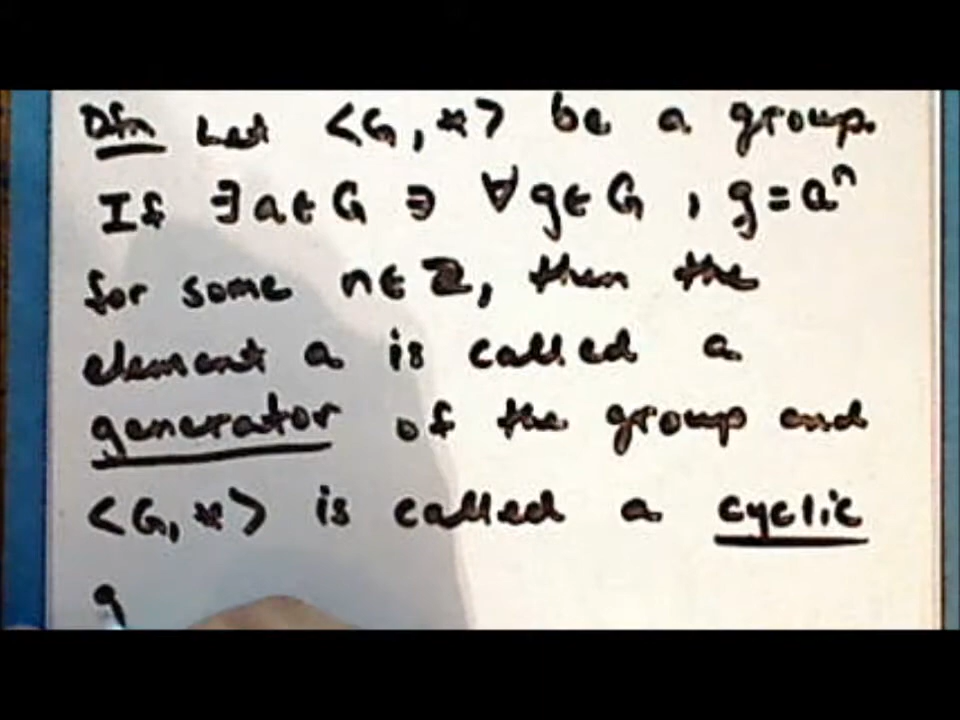 Dfn Let <G, *> be a group.
If ∃ a ∈ G ∋ ∀ g ∈ G , g = aⁿ
for some n ∈ ℤ, then the
element a is called a
generator of the group and
<G, *> is called a cyclic
g